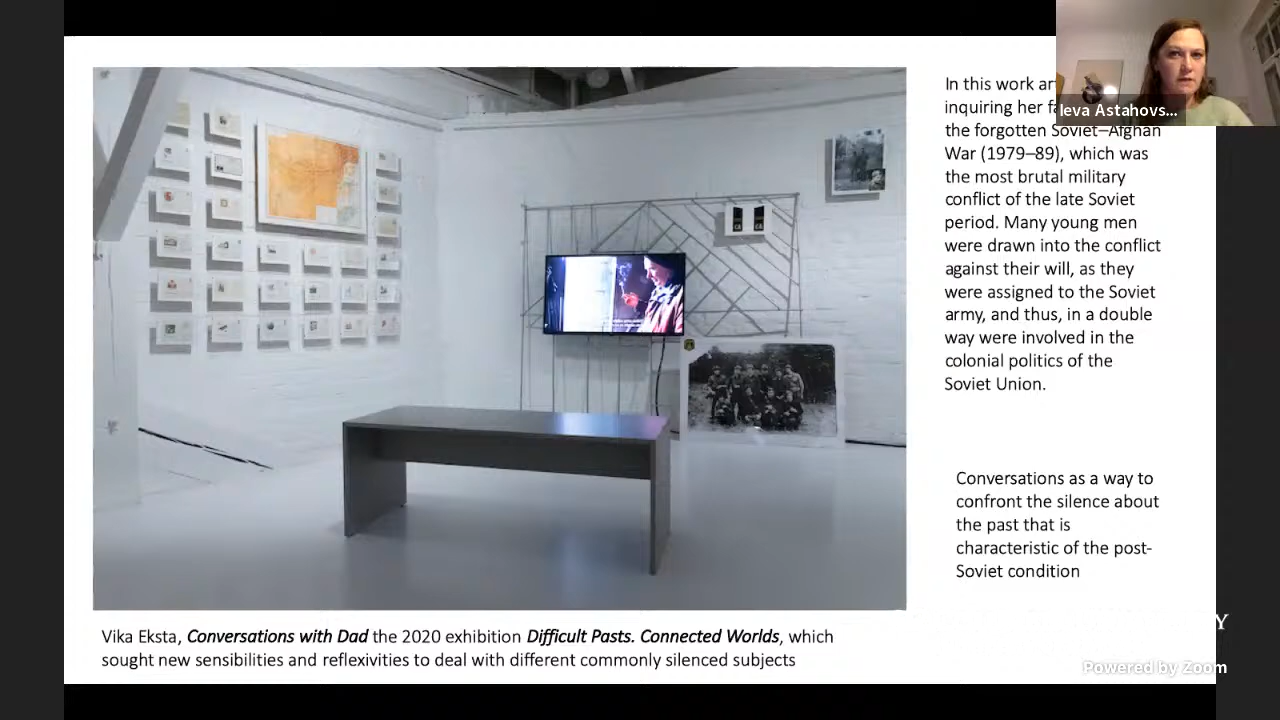 In this work
inquiring her
the forgotten Soviet–Afghan
War (1979–89), which was
the most brutal military
conflict of the late Soviet
period. Many young men
were drawn into the conflict
against their will, as they
were assigned to the Soviet
army, and thus, in a double
way were involved in the
colonial politics of the
Soviet Union.
Ieva Astahovs...
Conversations as a way to
confront the silence about
the past that is
characteristic of the post-
Soviet condition
Vika Eksta, Conversations with Dad the 2020 exhibition Difficult Pasts. Connected Worlds, which
sought new sensibilities and reflexivities to deal with different commonly silenced subjects
Y
Powered by Zoom